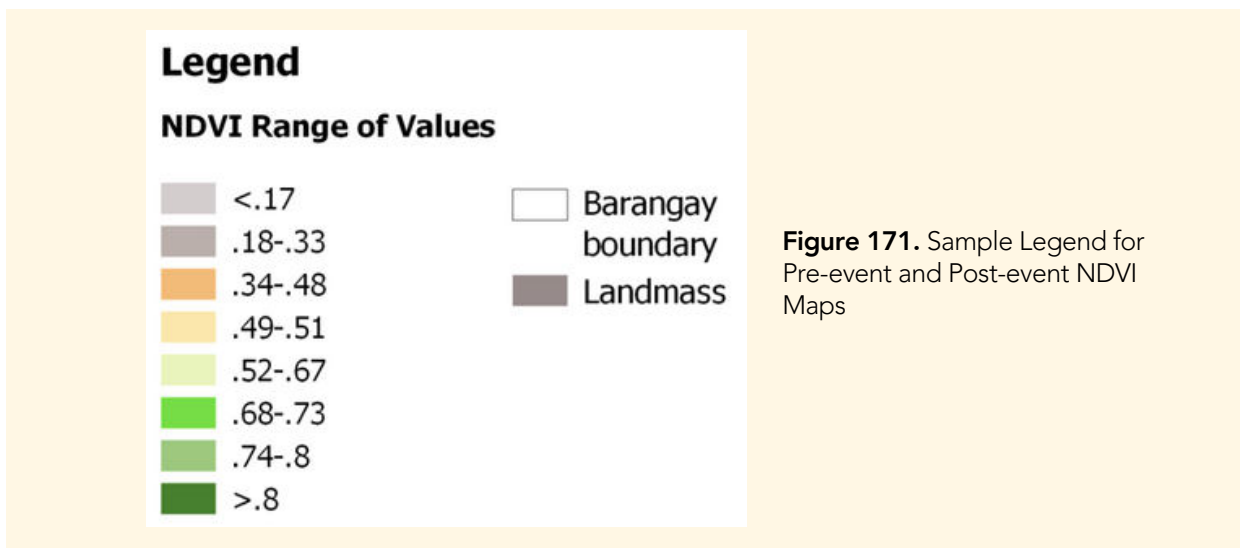 Legend
NDVI Range of Values
<.17
.18-.33
.34-.48
.49-.51
.52-.67
.68-.73
.74-.8
>.8
Barangay
boundary
Landmass
Figure 171. Sample Legend for
Pre-event and Post-event NDVI
Maps